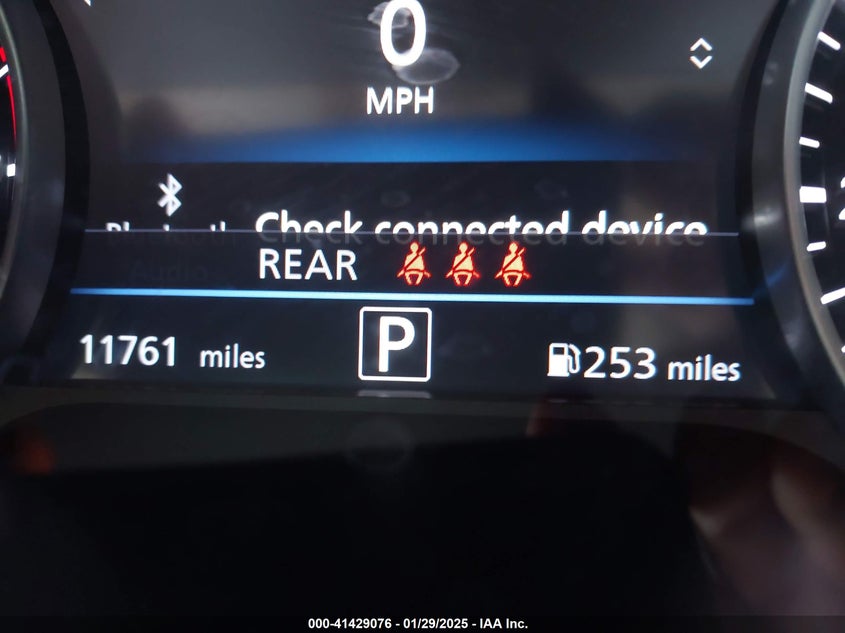 0
MPH
Check connected device
REAR
11761 miles
P
253 miles
000-41429076 - 01/29/2025 - IAA Inc.